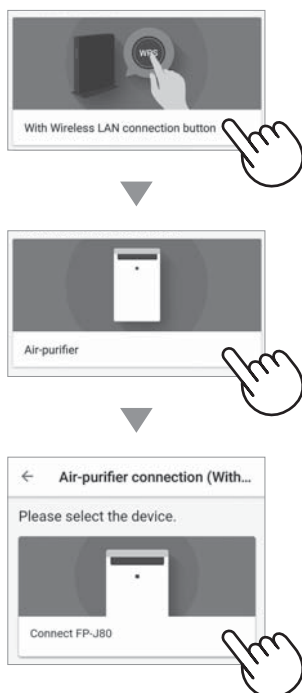 WPS
With Wireless LAN connection button
Air-purifier
← Air-purifier connection (With...
Please select the device.
Connect FP-J80